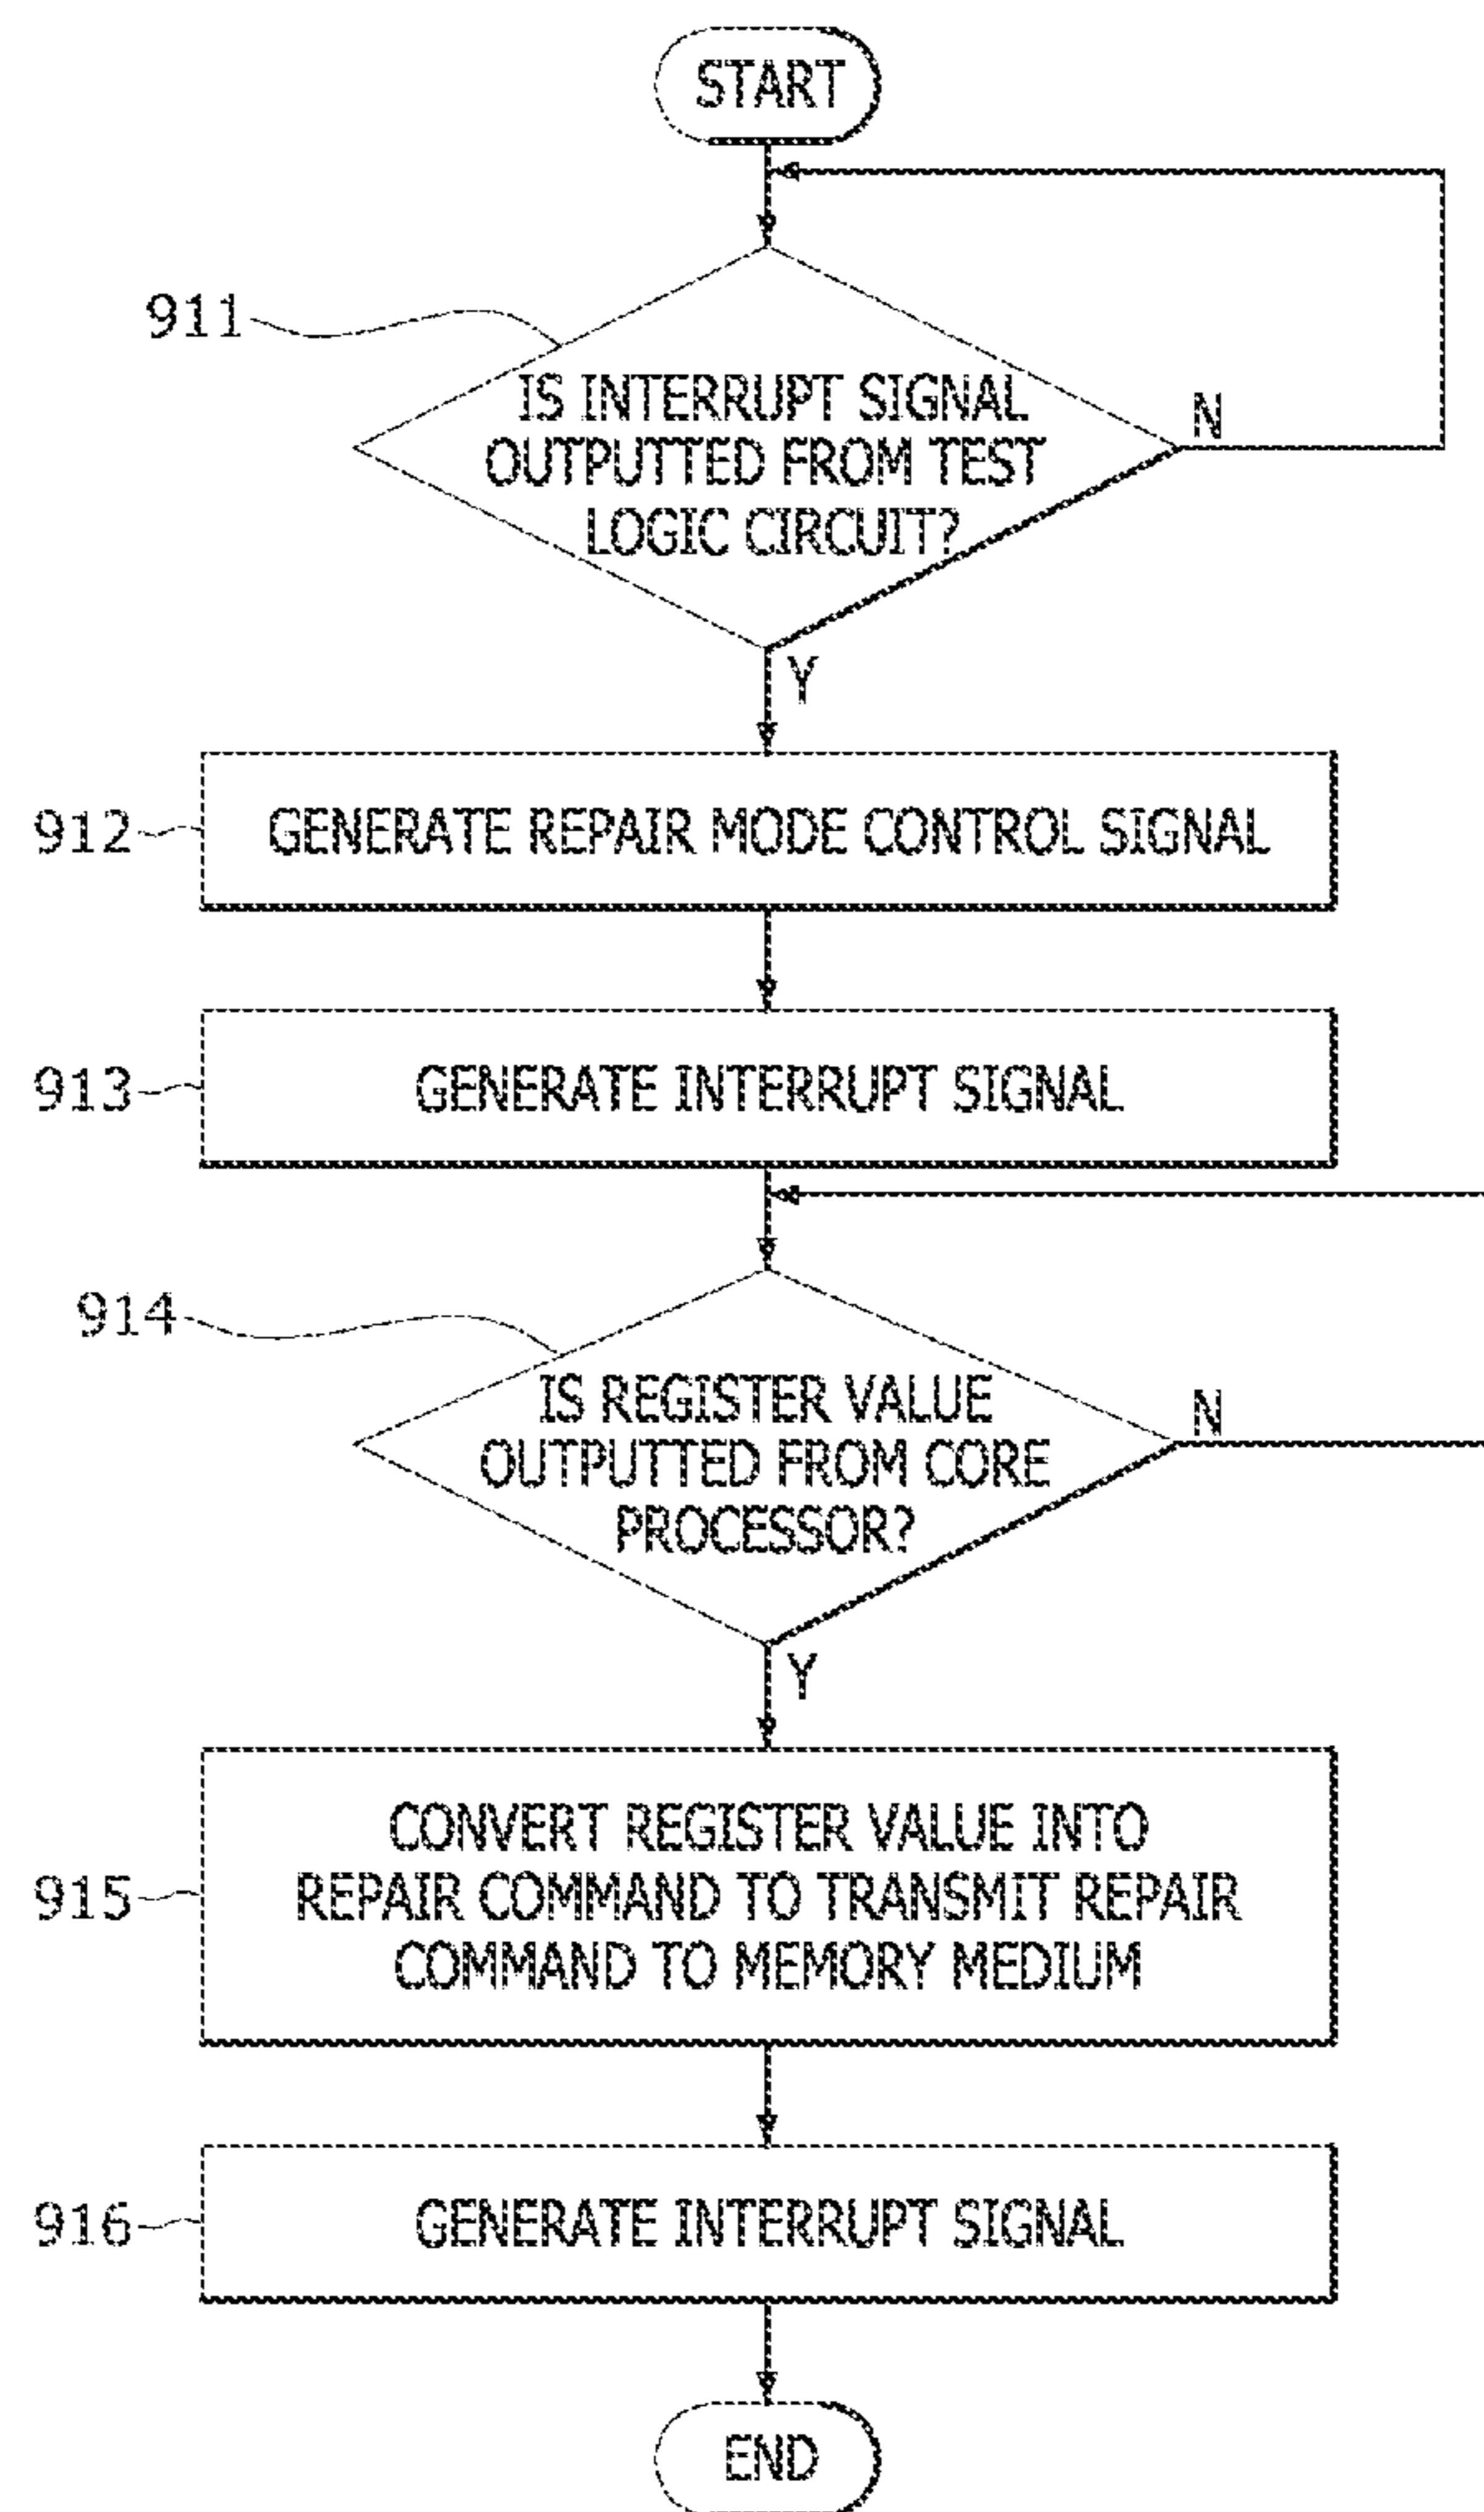 START
911
IS INTERRUPT SIGNAL
OUTPUTTED FROM TEST
LOGIC CIRCUIT?
N
Y
912
GENERATE REPAIR MODE CONTROL SIGNAL
913
GENERATE INTERRUPT SIGNAL
914
IS REGISTER VALUE
OUTPUTTED FROM CORE
PROCESSOR?
N
Y
915
CONVERT REGISTER VALUE INTO
REPAIR COMMAND TO TRANSMIT REPAIR
COMMAND TO MEMORY MEDIUM
916
GENERATE INTERRUPT SIGNAL
END